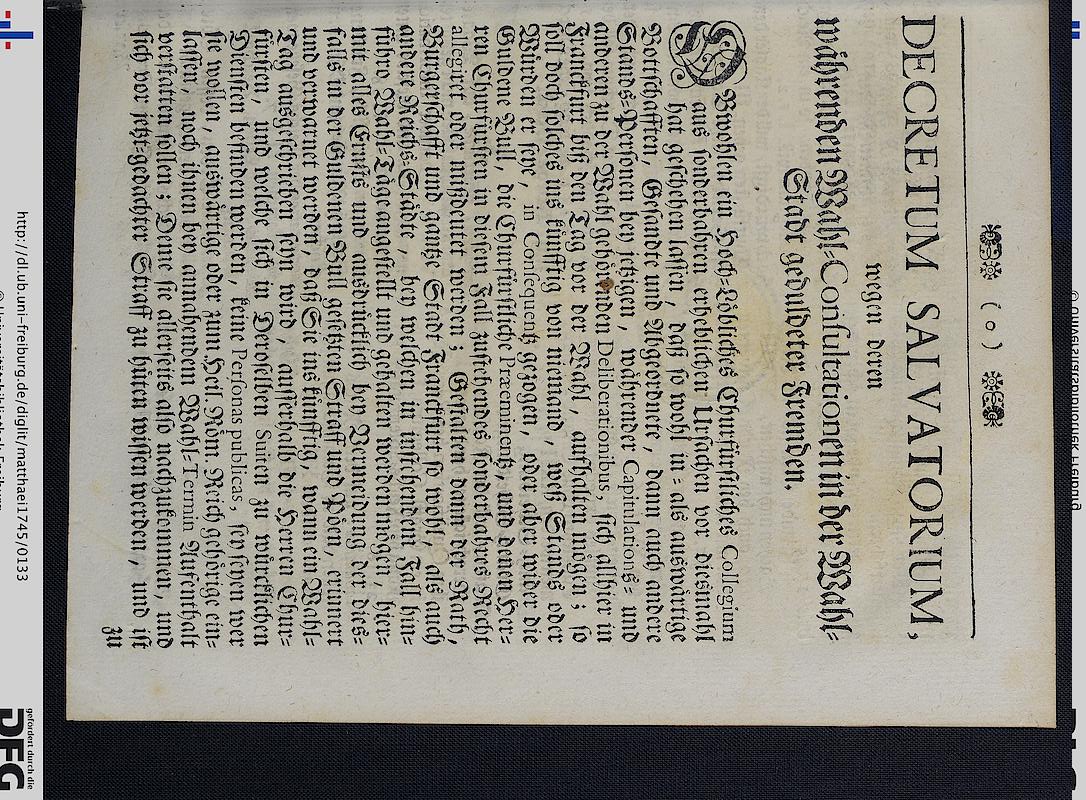 ( o )
DECRETUM SALVATORIUM,
wegen deren
währenden Wahl-Consultationen in der Wahl-
Stadt geduldeter Fremden.
OBwohlen ein Hoch-Löbliches Churfürstliches Collegium
aus sonderbahren erheblichen Ursachen vor diesmahl
hat geschehen lassen, daß so wohl in- als auswärtige
Bottschafften, Gesandte und Abgeordnete, dann auch andere
Stands-Personen bey jetzigen, währender Capitulations- und
anderen zu der Wahl gehörenden Deliberationibus, sich allhier in
Franckfurt biß den Tag vor der Wahl, aufhalten mögen; so
soll doch solches ins künfftig von niemand, weß Stands oder
Würden er seye, in Consequentz gezogen, oder aber wider die
Guldene Bull, die Churfürstliche Præeminentz, und denen Her-
ren Churfürsten in diesem Fall zustehendes sonderbahres Recht
allegiret oder mißdeutet werden; Gestalten dann der Rath,
Burgerschafft und gantze Stadt Franckfurt so wohl, als auch
andere Reichs-Städte, bey welchen in anstehendem Fall hin-
führo Wahl-Täge angestellt und gehalten werden mögen, hier-
mit alles Ernsts und ausdrücklich bey Vermeidung der dies-
falls in der Guldenen Bull gesetzten Straff und Pöen, erinnert
und verwarnet werden, daß Sie ins künfftig, wann ein Wahl-
Tag ausgeschrieben seyn wird, ausserhalb die Herren Chur-
fürsten, und welche sich in Deroselben Suiten zu würcklichen
Diensten befinden werden, keine Personas publicas, sey seyen wer
sie wollen, auswärtige oder zum Heil. Röm. Reich gehörige ein-
lassen, noch ihnen bey annahendem Wahl-Termin Aufenthalt
verstatten sollen; Deme sie allerseits also nachzukommen, und
sich vor jetzt-gedachter Straff zu hüten wissen werden, und ist
zu
http://dl.ub.uni-freiburg.de/diglit/matthaei1745/0133
gefördert durch die
DFG